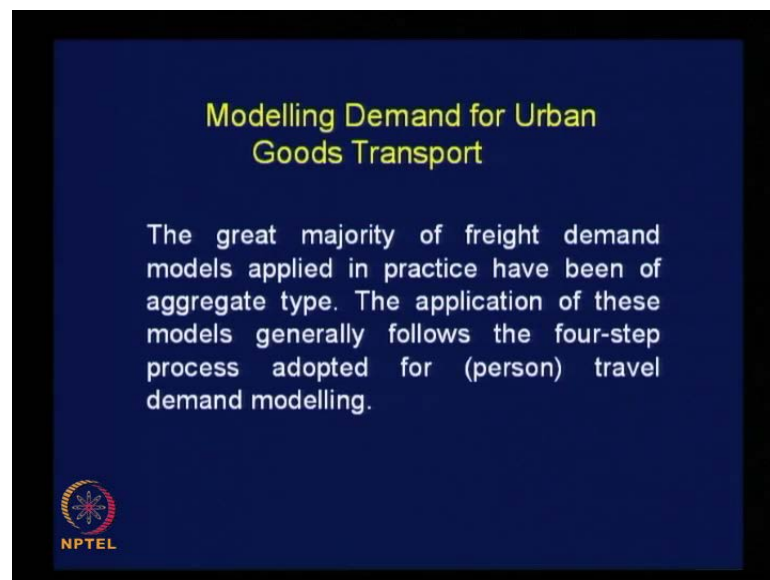 Modelling Demand for Urban
Goods Transport
The great majority of freight demand
models applied in practice have been of
aggregate type. The application of these
models generally follows the four-step
process adopted for (person) travel
demand modelling.
NPTEL